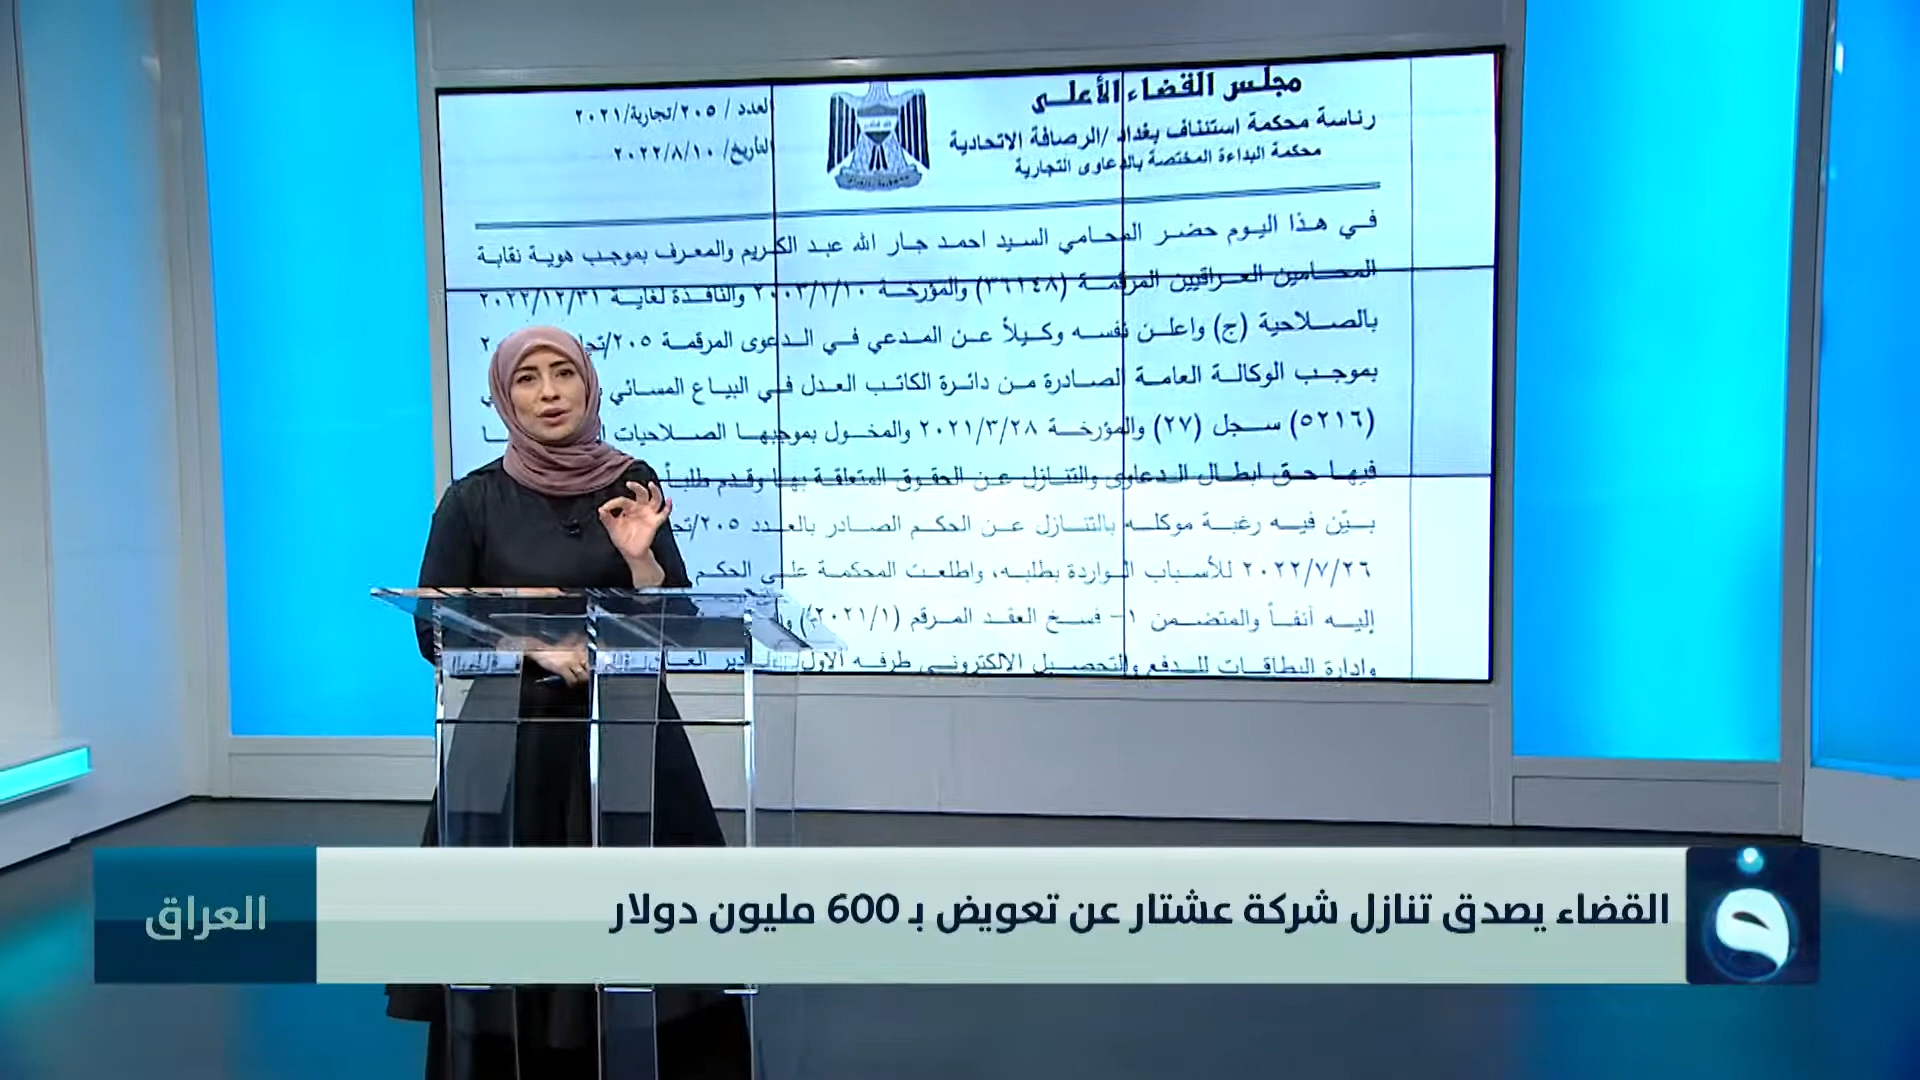 مجلس القضاء الأعلى
رئاسة محكمة استئناف بغداد /الرصافة الاتحادية
محكمة البداءة المختصة بالدعاوى التجارية
العدد / ٢٠٥/تجارية/٢٠٢١
التاريخ/ ٢٠٢٢/٨/١٠
في هذا اليوم حضر المحامي السيد احمد جار الله عبد الكريم والمعرف بموجب هوية نقابة
المحامين العراقيين المرقمة (٣٦١٤٨) والمؤرخة ٢٠٠٣/١/١٠ والنافذة لغاية ٢٠٢٢/١٢/٣١
بالصلاحية (ج) واعلن نفسه وكيلاً عن المدعي في الدعوى المرقمة ٢٠٥
بموجب الوكالة العامة الصادرة من دائرة الكاتب العدل في البياع المسائي
(٥٢١٦) سجل (٢٧) والمؤرخة ٢٠٢١/٣/٢٨ والمخول بموجبها الصلاحيات
فيها حق ابطال الدعاوى والتنازل عن الحقوق المتعلقة بها وقدم طلباً
بيّن فيه رغبة موكله بالتنازل عن الحكم الصادر بالعدد ٢٠٥
٢٠٢٢/٧/٢٦ للأسباب الواردة بطلبه، واطلعت المحكمة على الحكم
إليه آنفاً والمتضمن ١- فسخ العقد المرقم (٢٠٢١/١)
وادارة البطاقات للدفع والتحصيل الالكتروني طرفه الاول
القضاء يصدق تنازل شركة عشتار عن تعويض بـ 600 مليون دولار
العراق